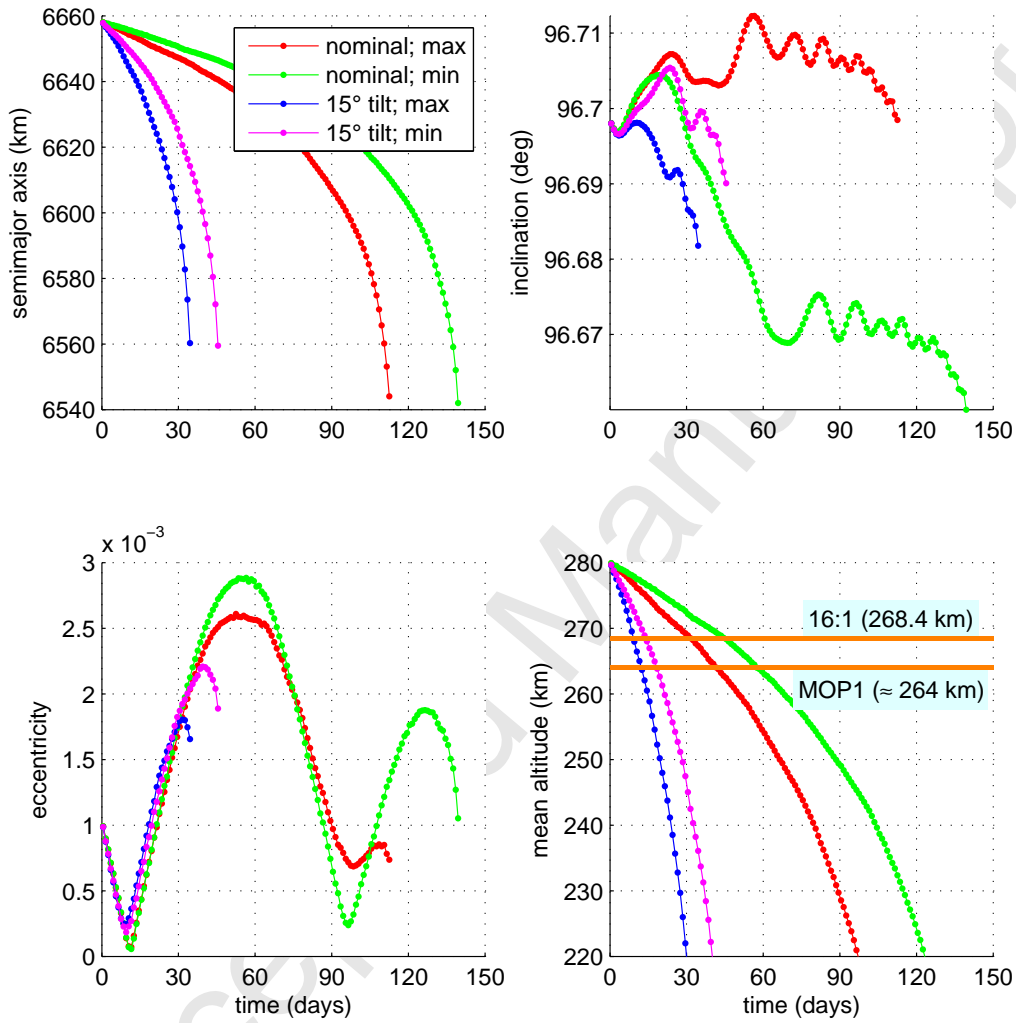 6660
6640
6620
6600
6580
6560
6540
semimajor axis (km)
0 30 60 90 120 150
nominal; max
nominal; min
15° tilt; max
15° tilt; min
96.71
96.7
96.69
96.68
96.67
inclination (deg)
0 30 60 90 120 150
x 10⁻³
3
2.5
2
1.5
1
0.5
0
eccentricity
0 30 60 90 120 150
time (days)
280
270
260
250
240
230
220
mean altitude (km)
16:1 (268.4 km)
MOP1 (≈ 264 km)
0 30 60 90 120 150
time (days)